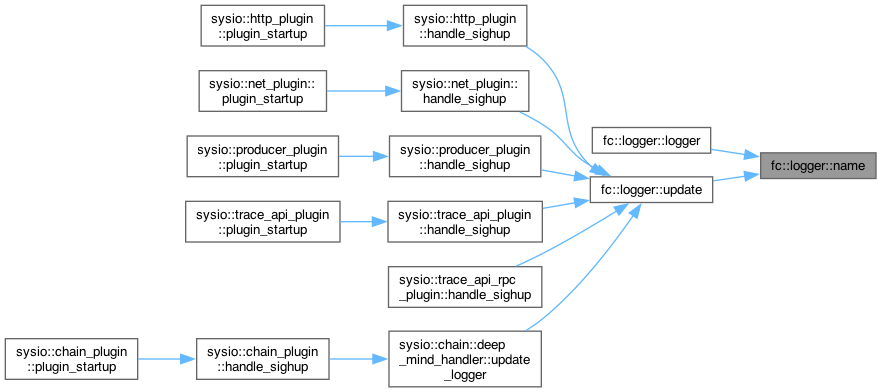 sysio::http_plugin
::plugin_startup
sysio::http_plugin
::handle_sighup
sysio::net_plugin::
plugin_startup
sysio::net_plugin::
handle_sighup
fc::logger::logger
sysio::producer_plugin
::plugin_startup
sysio::producer_plugin
::handle_sighup
fc::logger::name
fc::logger::update
sysio::trace_api_plugin
::plugin_startup
sysio::trace_api_plugin
::handle_sighup
sysio::trace_api_rpc
_plugin::handle_sighup
sysio::chain_plugin
::plugin_startup
sysio::chain_plugin
::handle_sighup
sysio::chain::deep
_mind_handler::update
_logger